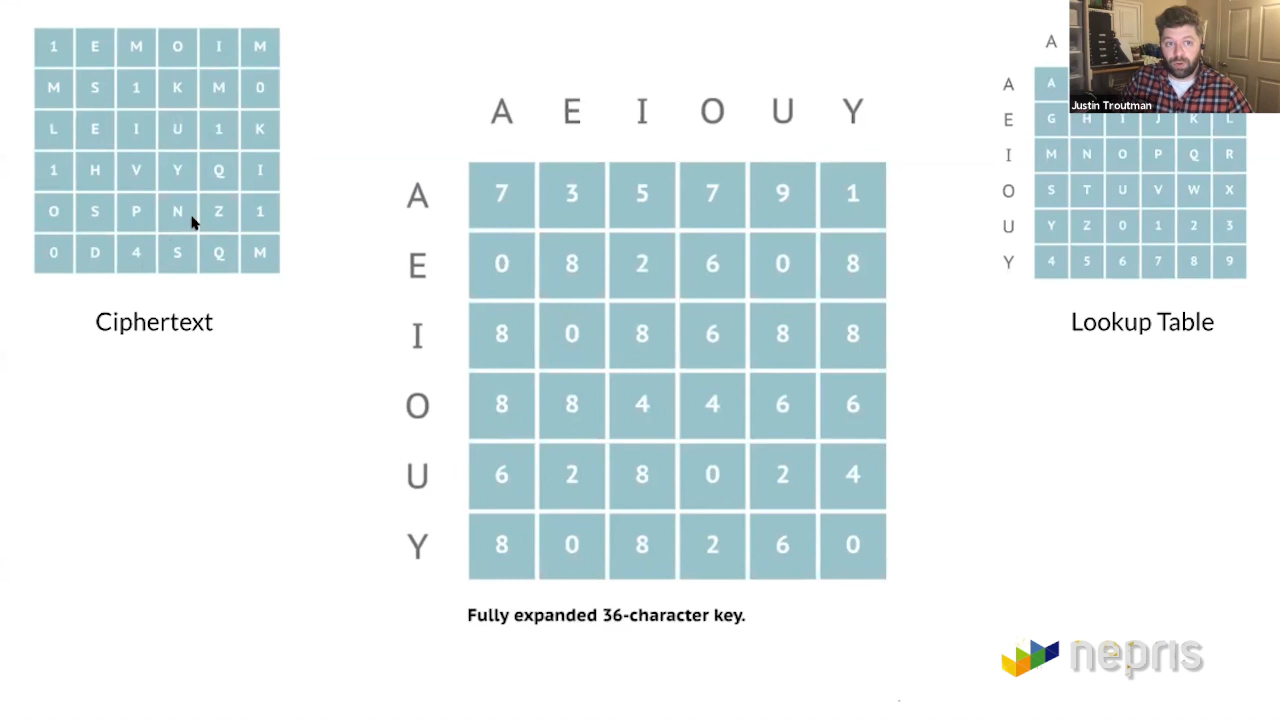 1 E M O I M
M S 1 K M 0
L E I U 1 K
1 H V Y Q I
O S P N Z 1
0 D 4 S Q M
Ciphertext
A E I O U Y
A 7 3 5 7 9 1
E 0 8 2 6 0 8
I 8 0 8 6 8 8
O 8 8 4 4 6 6
U 6 2 8 0 2 4
Y 8 0 8 2 6 0
Fully expanded 36-character key.
A
A A
E G H I J K L
I M N O P Q R
O S T U V W X
U Y Z 0 1 2 3
Y 4 5 6 7 8 9
Lookup Table
Justin Troutman
nepris